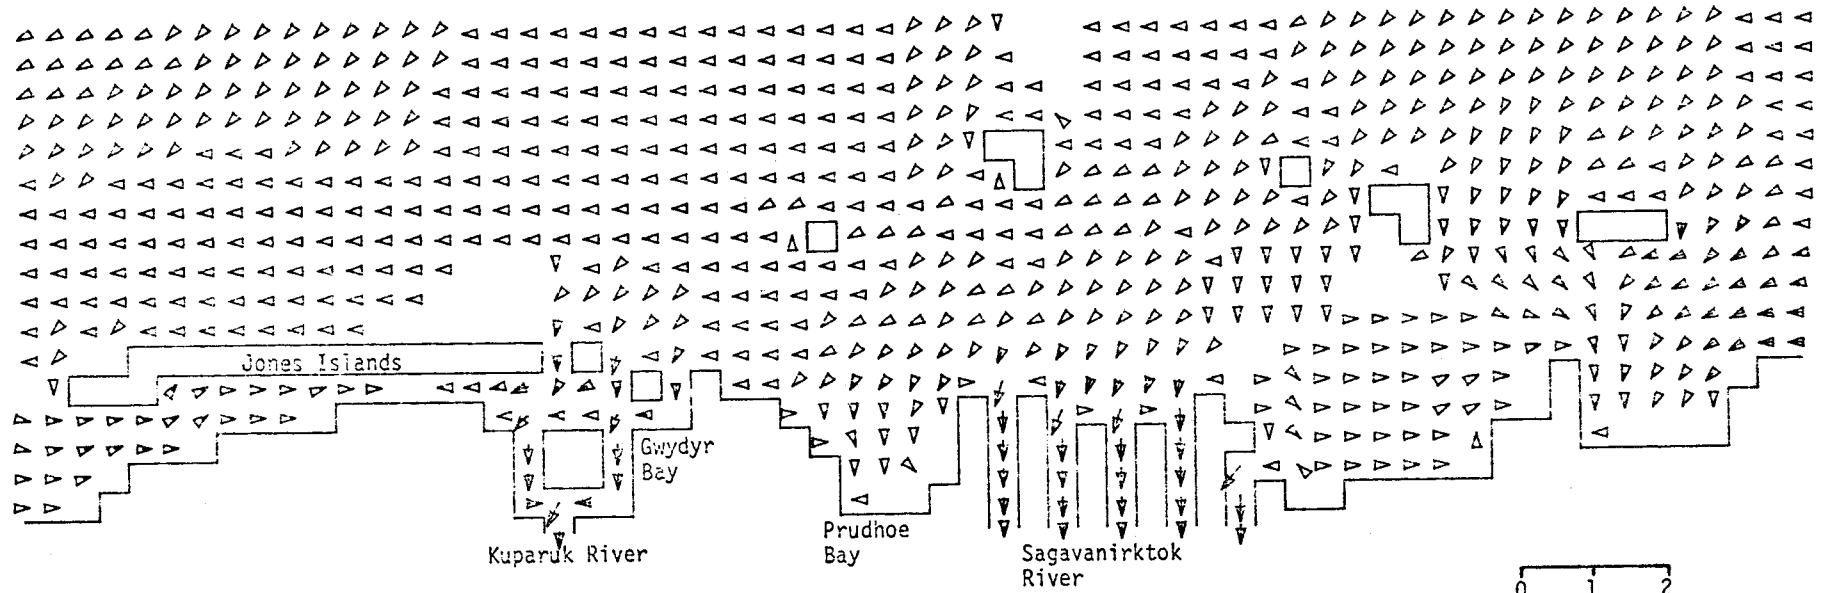 Jones Islands
Gwydyr
Bay
Kuparuk River
Prudhoe
Bay
Sagavanirktok
River
0 1 2